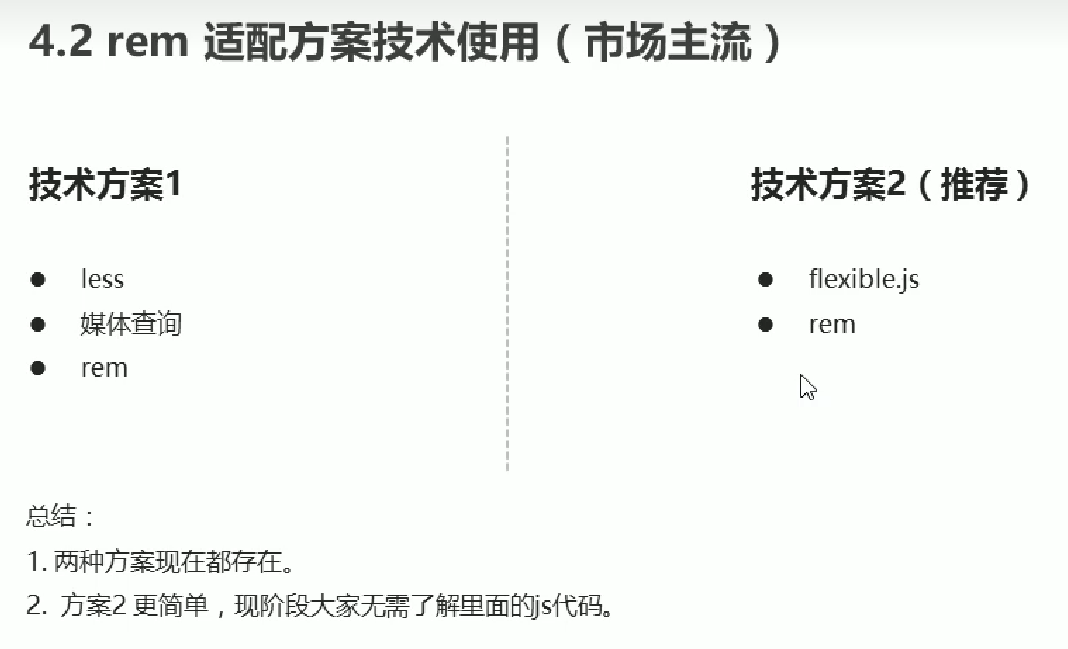 4.2 rem 适配方案技术使用（市场主流）
技术方案1
● less
● 媒体查询
● rem
技术方案2（推荐）
● flexible.js
● rem
总结：
1. 两种方案现在都存在。
2. 方案2 更简单，现阶段大家无需了解里面的js代码。